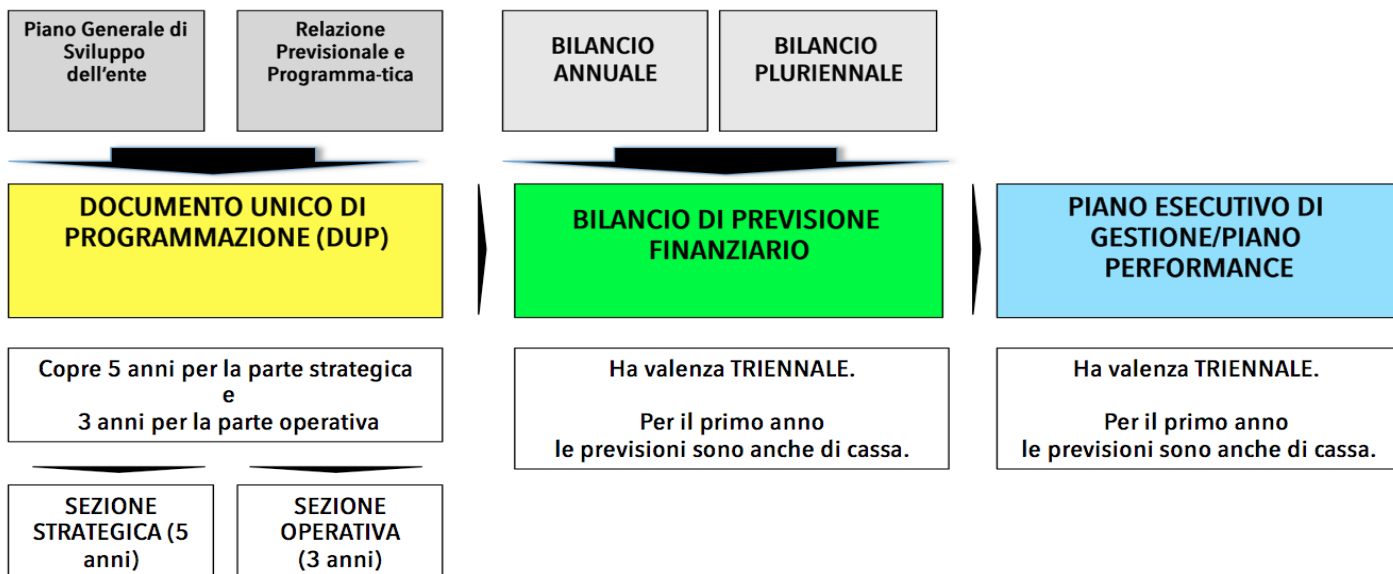 Piano Generale di
Sviluppo
dell'ente
Relazione
Previsionale e
Programma-tica
BILANCIO
ANNUALE
BILANCIO
PLURIENNALE
DOCUMENTO UNICO DI
PROGRAMMAZIONE (DUP)
BILANCIO DI PREVISIONE
FINANZIARIO
PIANO ESECUTIVO DI
GESTIONE/PIANO
PERFORMANCE
Copre 5 anni per la parte strategica
e
3 anni per la parte operativa
Ha valenza TRIENNALE.
Per il primo anno
le previsioni sono anche di cassa.
Ha valenza TRIENNALE.
Per il primo anno
le previsioni sono anche di cassa.
SEZIONE
STRATEGICA (5
anni)
SEZIONE
OPERATIVA
(3 anni)